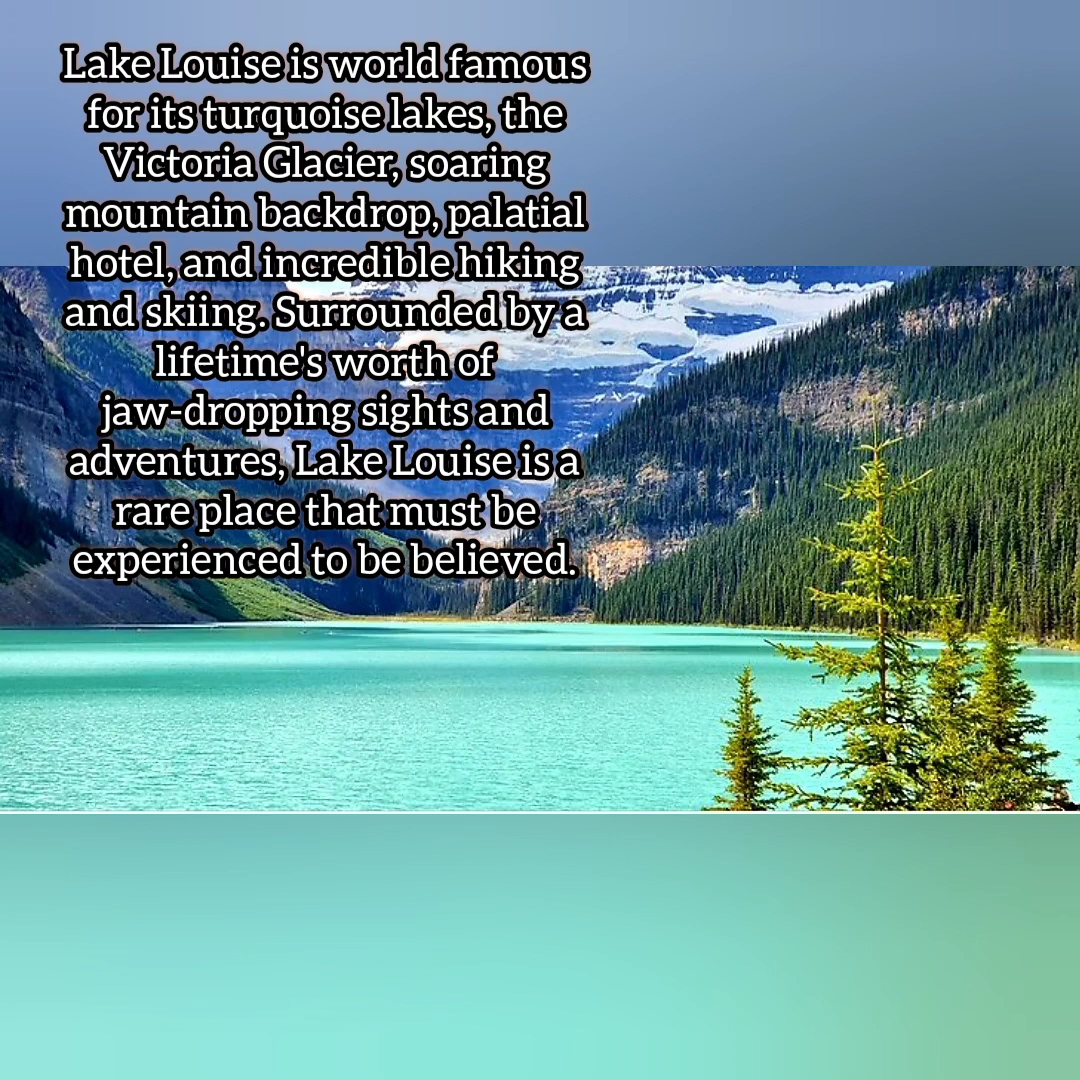 Lake Louise is world famous
for its turquoise lakes, the
Victoria Glacier, soaring
mountain backdrop, palatial
hotel, and incredible hiking
and skiing. Surrounded by a
lifetime's worth of
jaw-dropping sights and
adventures, Lake Louise is a
rare place that must be
experienced to be believed.